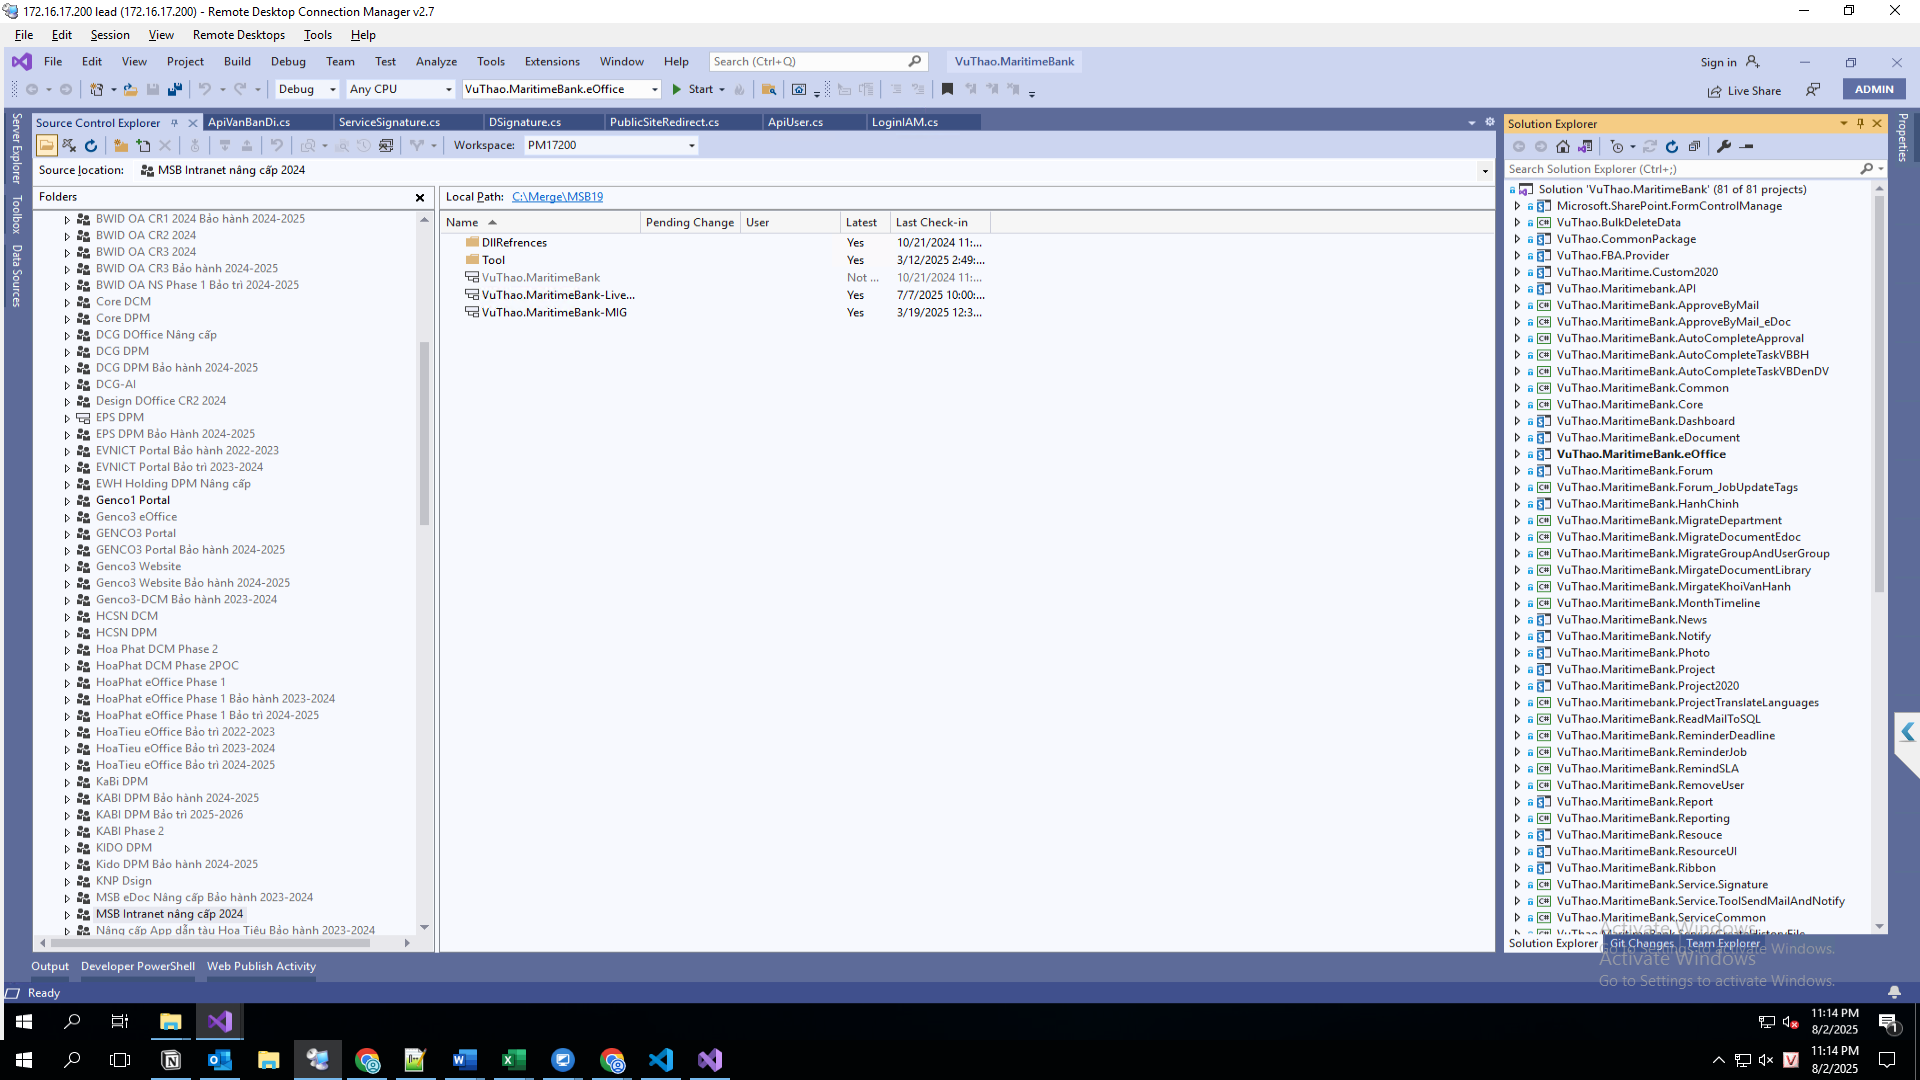 172.16.17.200 lead (172.16.17.200) - Remote Desktop Connection Manager v2.7
File Edit Session View Remote Desktops Tools Help
File Edit View Project Build Debug Team Test Analyze Tools Extensions Window Help Search (Ctrl+Q) VuThao.MaritimeBank Sign in
Debug Any CPU VuThao.MaritimeBank.eOffice Start Live Share ADMIN
Server Explorer
Toolbox
Data Sources
Source Control Explorer ApiVanBanDi.cs ServiceSignature.cs DSignature.cs PublicSiteRedirect.cs ApiUser.cs LoginIAM.cs
Workspace: PM17200
Source location: MSB Intranet nâng cấp 2024
Folders
BWID OA CR1 2024 Bảo hành 2024-2025
BWID OA CR2 2024
BWID OA CR3 2024
BWID OA CR3 Bảo hành 2024-2025
BWID OA NS Phase 1 Bảo trì 2024-2025
Core DCM
Core DPM
DCG DOffice Nâng cấp
DCG DPM
DCG DPM Bảo hành 2024-2025
DCG-AI
Design DOffice CR2 2024
EPS DPM
EPS DPM Bảo Hành 2024-2025
EVNICT Portal Bảo hành 2022-2023
EVNICT Portal Bảo trì 2023-2024
EWH Holding DPM Nâng cấp
Genco1 Portal
Genco3 eOffice
GENCO3 Portal
GENCO3 Portal Bảo hành 2024-2025
Genco3 Website
Genco3 Website Bảo hành 2024-2025
Genco3-DCM Bảo hành 2023-2024
HCSN DCM
HCSN DPM
Hoa Phat DCM Phase 2
HoaPhat DCM Phase 2POC
HoaPhat eOffice Phase 1
HoaPhat eOffice Phase 1 Bảo hành 2023-2024
HoaPhat eOffice Phase 1 Bảo trì 2024-2025
HoaTieu eOffice Bảo trì 2022-2023
HoaTieu eOffice Bảo trì 2023-2024
HoaTieu eOffice Bảo trì 2024-2025
KaBi DPM
KABI DPM Bảo hành 2024-2025
KABI DPM Bảo trì 2025-2026
KABI Phase 2
KIDO DPM
Kido DPM Bảo hành 2024-2025
KNP Dsign
MSB eDoc Nâng cấp Bảo hành 2023-2024
MSB Intranet nâng cấp 2024
Nâng cấp App dẫn tàu Hoa Tiêu Bảo hành 2023-2024
Local Path: C:\Merge\MSB19
Name Pending Change User Latest Last Check-in
DllRefrences Yes 10/21/2024 11:...
Tool Yes 3/12/2025 2:49:...
VuThao.MaritimeBank Not ... 10/21/2024 11:...
VuThao.MaritimeBank-Live... Yes 7/7/2025 10:00:...
VuThao.MaritimeBank-MIG Yes 3/19/2025 12:3...
Solution Explorer
Search Solution Explorer (Ctrl+;)
Solution 'VuThao.MaritimeBank' (81 of 81 projects)
Microsoft.SharePoint.FormControlManage
VuThao.BulkDeleteData
VuThao.CommonPackage
VuThao.FBA.Provider
VuThao.Maritime.Custom2020
VuThao.Maritimebank.API
VuThao.MaritimeBank.ApproveByMail
VuThao.MaritimeBank.ApproveByMail_eDoc
VuThao.MaritimeBank.AutoCompleteApproval
VuThao.MaritimeBank.AutoCompleteTaskVBBH
VuThao.MaritimeBank.AutoCompleteTaskVBDenDV
VuThao.MaritimeBank.Common
VuThao.MaritimeBank.Core
VuThao.MaritimeBank.Dashboard
VuThao.MaritimeBank.eDocument
VuThao.MaritimeBank.eOffice
VuThao.MaritimeBank.Forum
VuThao.MaritimeBank.Forum_JobUpdateTags
VuThao.MaritimeBank.HanhChinh
VuThao.MaritimeBank.MigrateDepartment
VuThao.MaritimeBank.MigrateDocumentEdoc
VuThao.MaritimeBank.MigrateGroupAndUserGroup
VuThao.MaritimeBank.MirgateDocumentLibrary
VuThao.MaritimeBank.MirgateKhoiVanHanh
VuThao.MaritimeBank.MonthTimeline
VuThao.MaritimeBank.News
VuThao.MaritimeBank.Notify
VuThao.MaritimeBank.Photo
VuThao.MaritimeBank.Project
VuThao.MaritimeBank.Project2020
VuThao.MaritimeBank.ProjectTranslateLanguages
VuThao.MaritimeBank.ReadMailToSQL
VuThao.MaritimeBank.ReminderDeadline
VuThao.MaritimeBank.ReminderJob
VuThao.MaritimeBank.RemindSLA
VuThao.MaritimeBank.RemoveUser
VuThao.MaritimeBank.Report
VuThao.MaritimeBank.Reporting
VuThao.MaritimeBank.Resouce
VuThao.MaritimeBank.ResourceUI
VuThao.MaritimeBank.Ribbon
VuThao.MaritimeBank.Service.Signature
VuThao.MaritimeBank.Service.ToolSendMailAndNotify
VuThao.MaritimeBank.ServiceCommon
VuThao.MaritimeBank.ServiceCreateHistoryFile
Solution Explorer Git Changes Team Explorer
Properties
Activate Windows
Go to Settings to activate Windows.
Activate Windows
Go to Settings to activate Windows.
Output Developer PowerShell Web Publish Activity
Ready
11:14 PM
8/2/2025
1
11:14 PM
8/2/2025